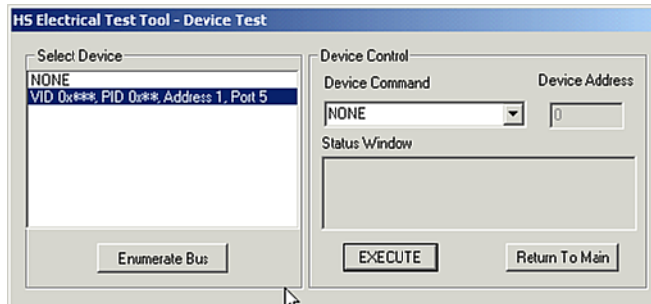 HS Electrical Test Tool - Device Test
Select Device
NONE
VID 0x***, PID 0x**, Address 1, Port 5
Enumerate Bus
Device Control
Device Command
Device Address
NONE
0
Status Window
EXECUTE
Return To Main